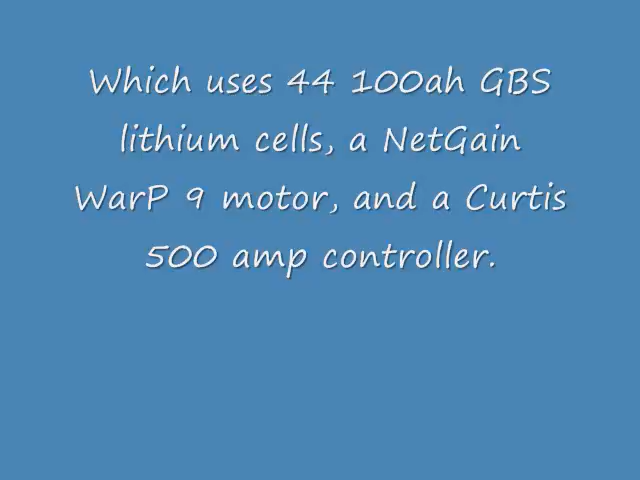 Which uses 44 100ah GBS
lithium cells, a NetGain
WarP 9 motor, and a Curtis
500 amp controller.